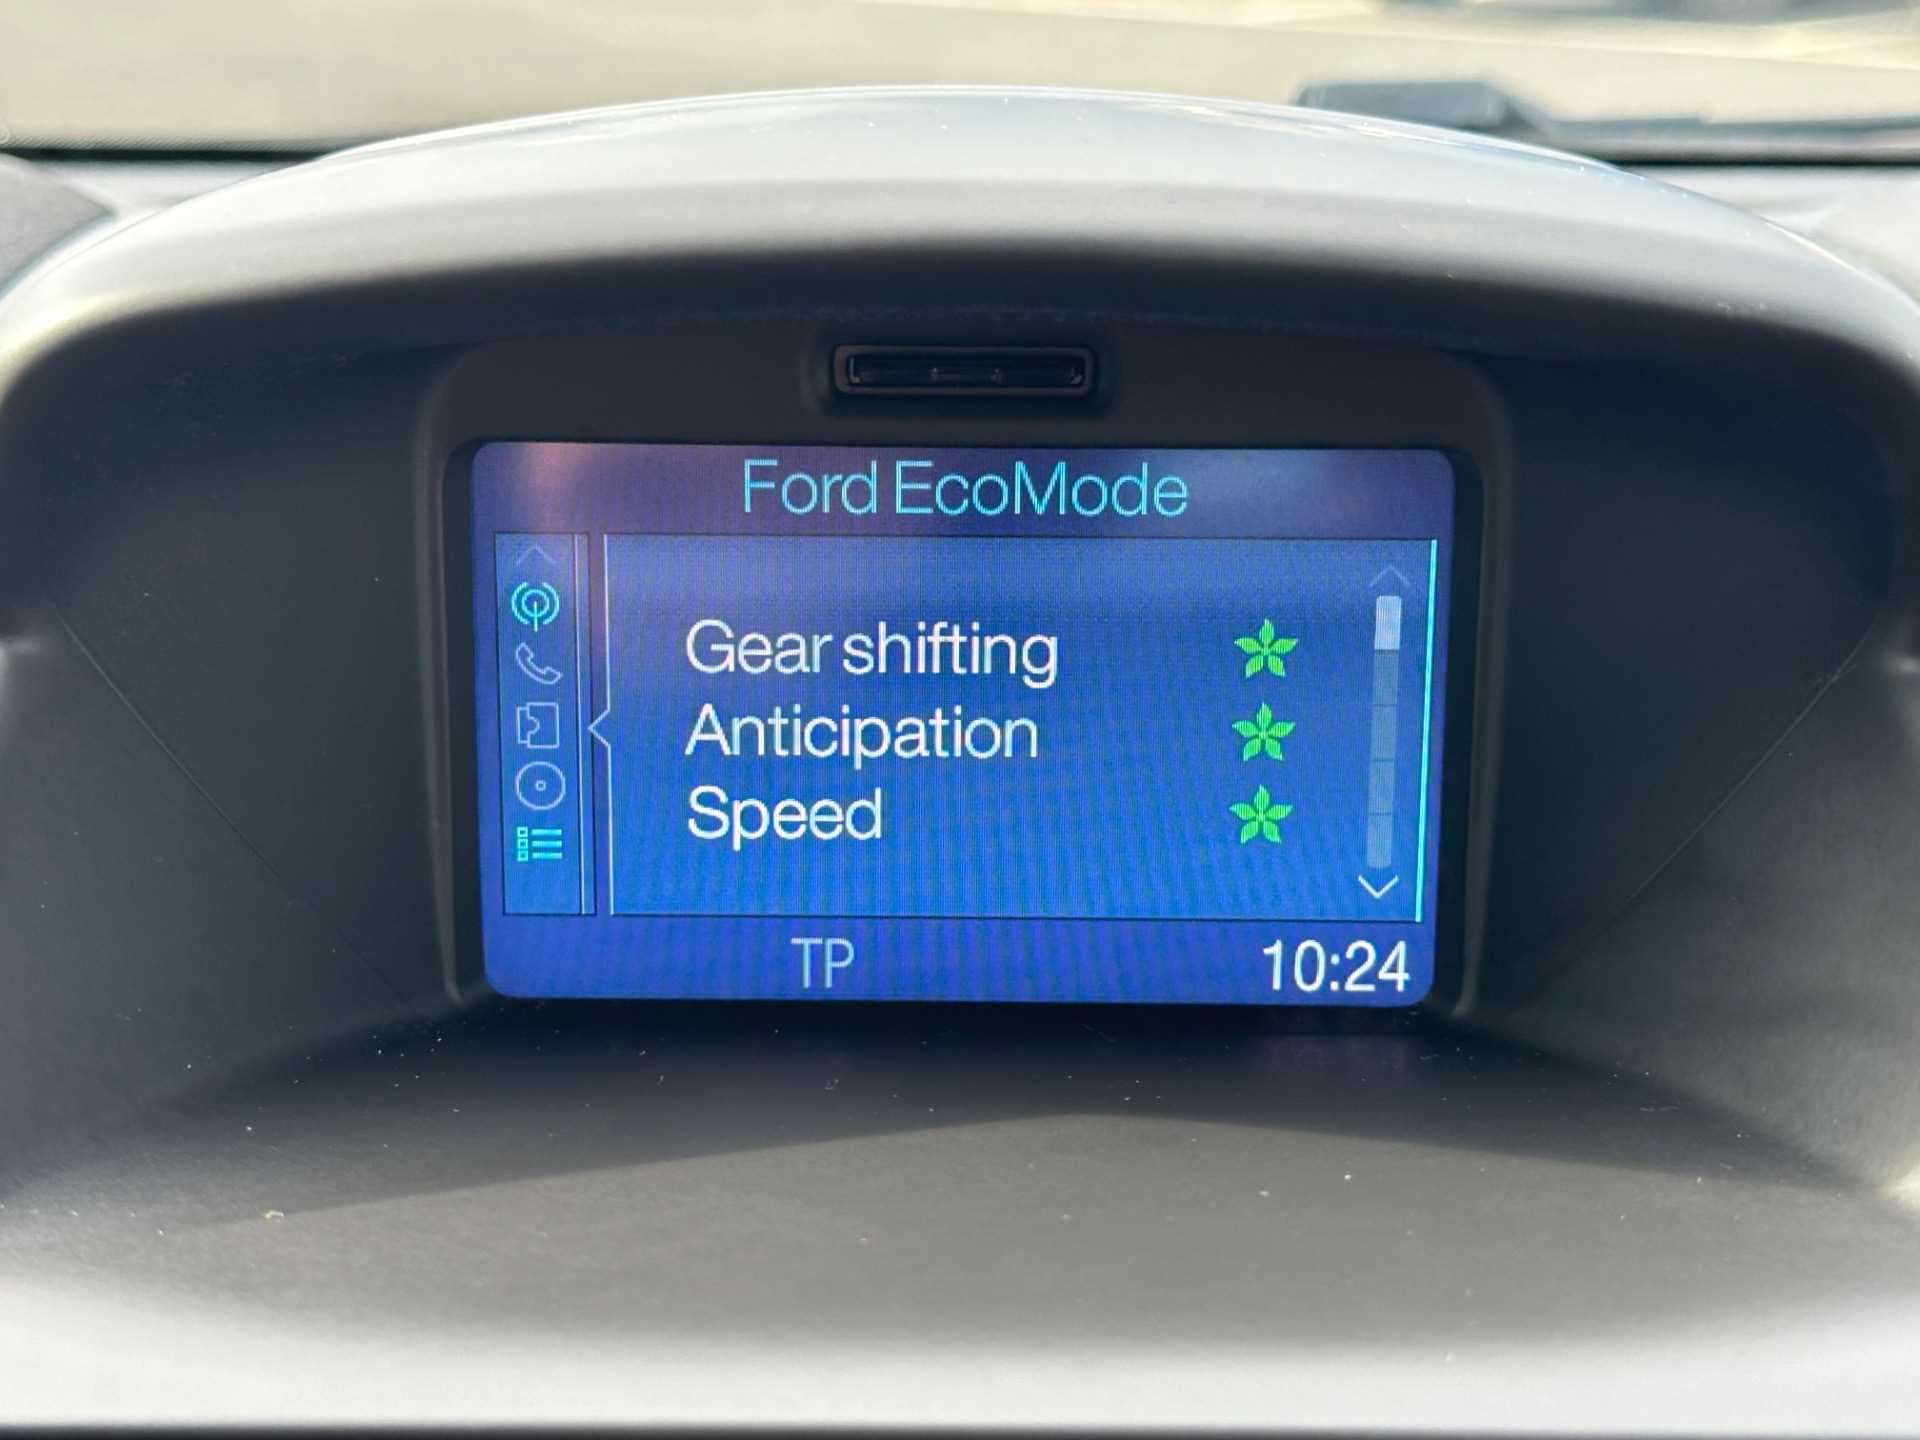 Ford EcoMode
Gear shifting
Anticipation
Speed
TP
10:24